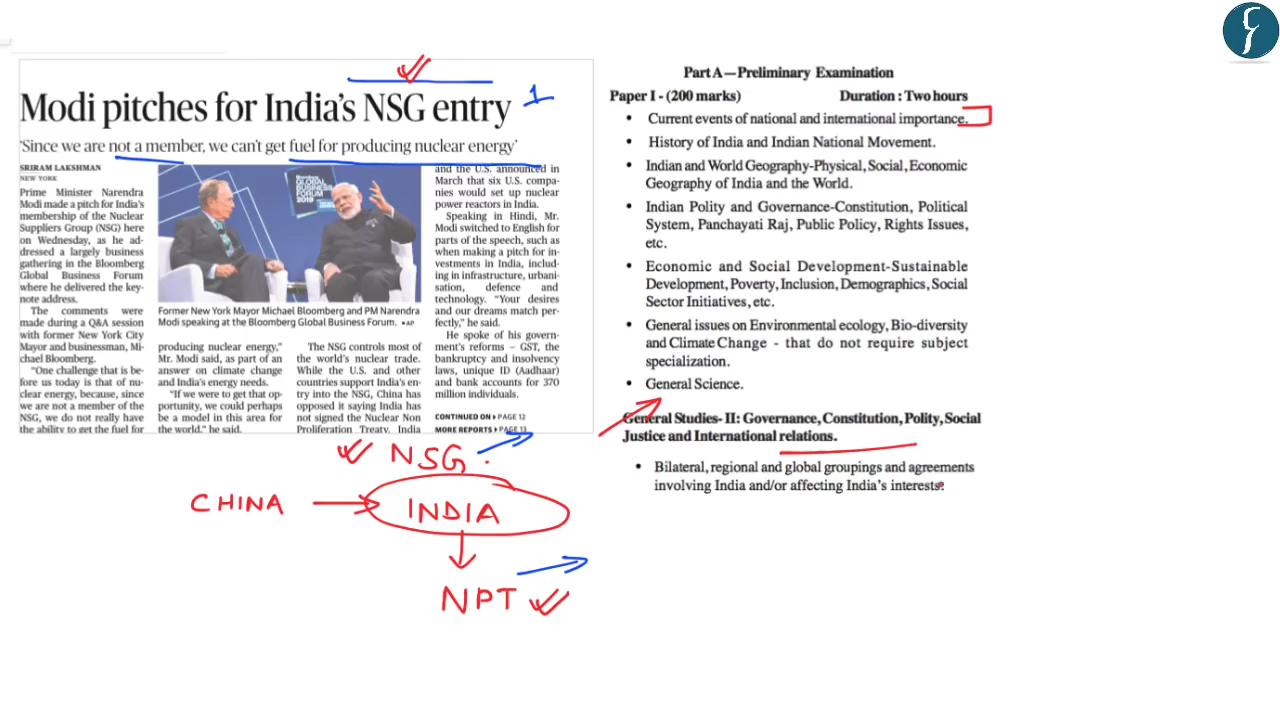 Modi pitches for India's NSG entry
1
'Since we are not a member, we can't get fuel for producing nuclear energy'
SRIRAM LAKSHMAN
NEW YORK
Prime Minister Narendra
Modi made a pitch for India's
membership of the Nuclear
Suppliers Group (NSG) here
on Wednesday, as he ad-
dressed a largely business
gathering in the Bloomberg
Global Business Forum
where he delivered the key-
note address.
The comments were
made during a Q&A session
with former New York City
Mayor and businessman, Mi-
chael Bloomberg.
"One challenge that is be-
fore us today is that of nu-
clear energy, because, since
we are not a member of the
NSG, we do not really have
the ability to get the fuel for
Bloomberg
GLOBAL
BUSINESS
FORUM
2019
Former New York Mayor Michael Bloomberg and PM Narendra
Modi speaking at the Bloomberg Global Business Forum. •AP
producing nuclear energy,"
Mr. Modi said, as part of an
answer on climate change
and India's energy needs.
"If we were to get that op-
portunity, we could perhaps
be a model in this area for
the world," he said.
The NSG controls most of
the world's nuclear trade.
While the U.S. and other
countries support India's en-
try into the NSG, China has
opposed it saying India has
not signed the Nuclear Non
Proliferation Treaty. India
and the U.S. announced in
March that six U.S. compa-
nies would set up nuclear
power reactors in India.
Speaking in Hindi, Mr.
Modi switched to English for
parts of the speech, such as
when making a pitch for in-
vestments in India, includ-
ing in infrastructure, urbani-
sation, defence and
technology. "Your desires
and our dreams match per-
fectly," he said.
He spoke of his govern-
ment's reforms – GST, the
bankruptcy and insolvency
laws, unique ID (Aadhaar)
and bank accounts for 370
million individuals.
CONTINUED ON ▸ PAGE 12
MORE REPORTS ▸ PAGE 13
NSG
CHINA
INDIA
NPT
Part A—Preliminary Examination
Paper I - (200 marks) Duration : Two hours
• Current events of national and international importance.
• History of India and Indian National Movement.
• Indian and World Geography-Physical, Social, Economic
Geography of India and the World.
• Indian Polity and Governance-Constitution, Political
System, Panchayati Raj, Public Policy, Rights Issues,
etc.
• Economic and Social Development-Sustainable
Development, Poverty, Inclusion, Demographics, Social
Sector Initiatives, etc.
• General issues on Environmental ecology, Bio-diversity
and Climate Change - that do not require subject
specialization.
• General Science.
General Studies- II: Governance, Constitution, Polity, Social
Justice and International relations.
• Bilateral, regional and global groupings and agreements
involving India and/or affecting India's interests.